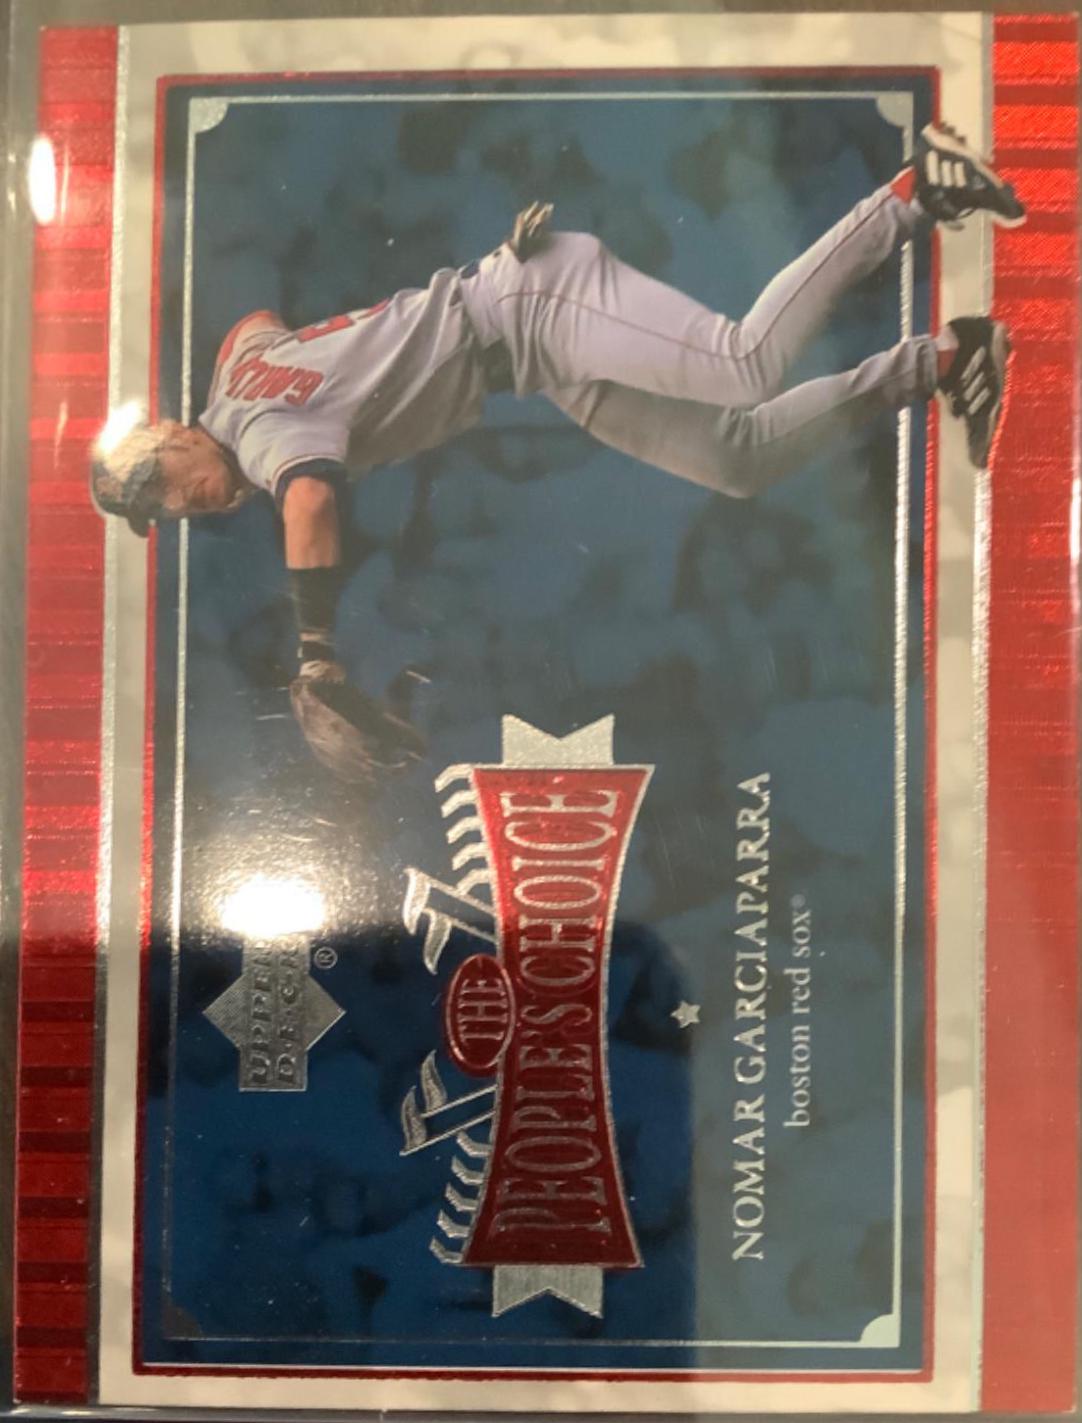 UPPER
DECK®
THE
PEOPLE'S CHOICE
NOMAR GARCIAPARRA
boston red sox®